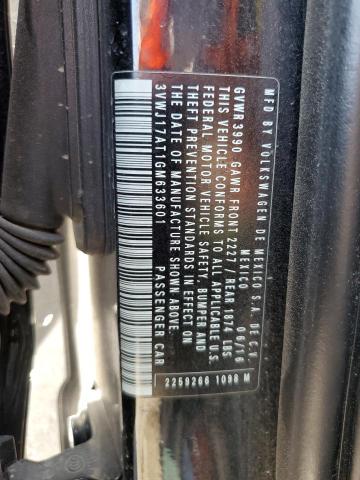 MFD BY VOLKSWAGEN DE MEXICO S.A. DE C.V
MEXICO 06/16
GVWR 3990 GAWR FRONT 2227 / REAR 1874 LBS
THIS VEHICLE CONFORMS TO ALL APPLICABLE U.S.
FEDERAL MOTOR VEHICLE SAFETY, BUMPER AND
THEFT PREVENTION STANDARDS IN EFFECT ON
THE DATE OF MANUFACTURE SHOWN ABOVE.
3VWJ17A11GM633601 PASSENGER CAR
2259266 1098 M